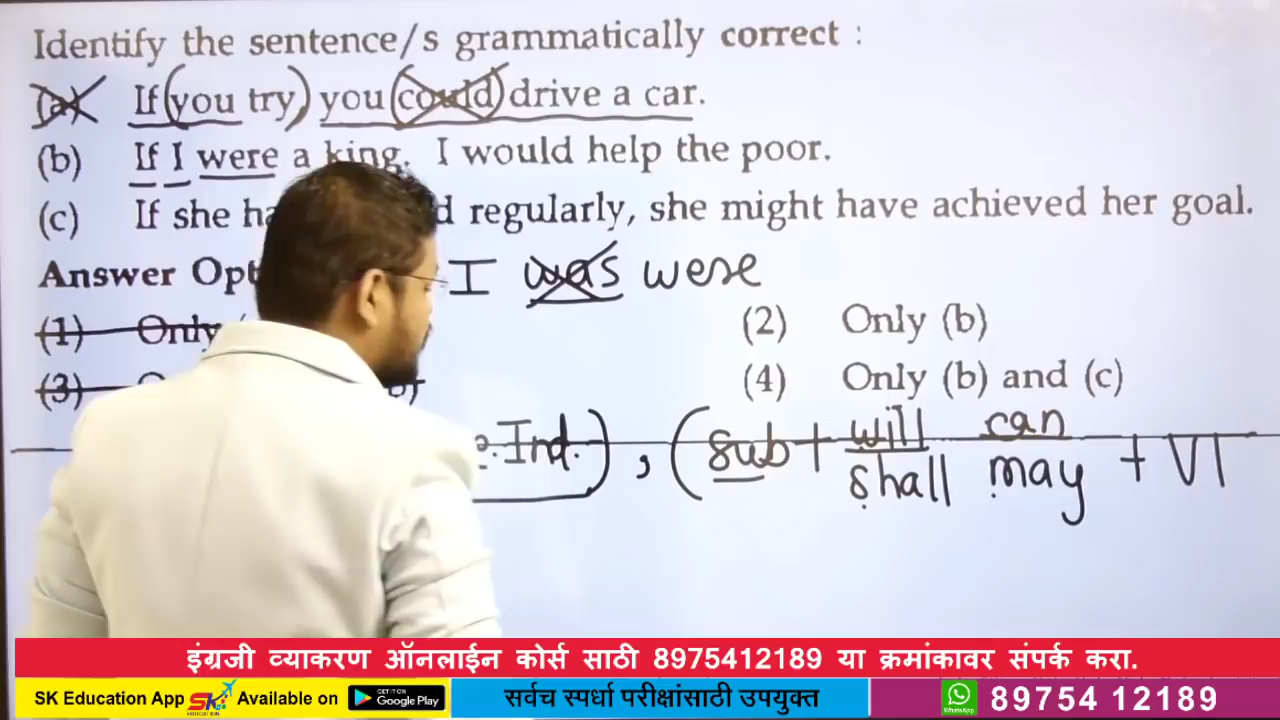 Identify the sentence/s grammatically correct :
(a) If you try you could drive a car.
(b) If I were a king. I would help the poor.
(c) If she regularly, she might have achieved her goal.
Answer I was were
(1) Only (2) Only (b)
(3) (4) Only (b) and (c)
Ind.) , (sub + will can
shall may + V1
इंग्रजी व्याकरण ऑनलाईन कोर्स साठी 8975412189 या क्रमांकावर संपर्क करा.
SK Education App SK EDUCATION Available on GET IT ON Google Play सर्वच स्पर्धा परीक्षांसाठी उपयुक्त WhatsApp 89754 12189